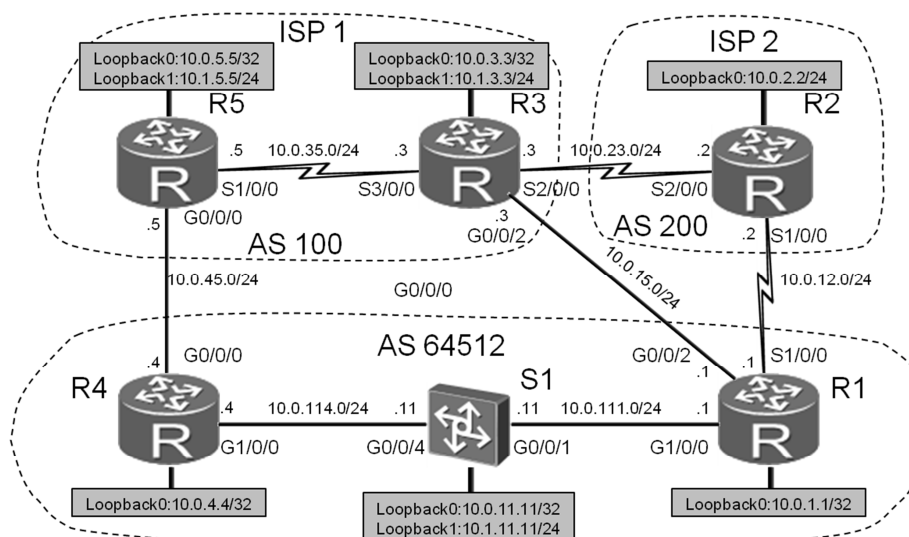 ISP 1
ISP 2
Loopback0:10.0.5.5/32
Loopback1:10.1.5.5/24
Loopback0:10.0.3.3/32
Loopback1:10.1.3.3/24
Loopback0:10.0.2.2/24
R5
R3
R2
.5
10.0.35.0/24
.3
.3
10.0.23.0/24
.2
R
R
R
S1/0/0
S3/0/0
S2/0/0
S2/0/0
.5
G0/0/0
.3
G0/0/2
AS 100
AS 200
.2
S1/0/0
10.0.45.0/24
G0/0/0
10.0.15.0/24
10.0.12.0/24
AS 64512
.4
G0/0/0
G0/0/2
.1
.1
S1/0/0
R4
S1
R1
.4
10.0.114.0/24
.11
.11
10.0.111.0/24
.1
R
R
G1/0/0
G0/0/4
G0/0/1
G1/0/0
Loopback0:10.0.4.4/32
Loopback0:10.0.11.11/32
Loopback1:10.1.11.11/24
Loopback0:10.0.1.1/32